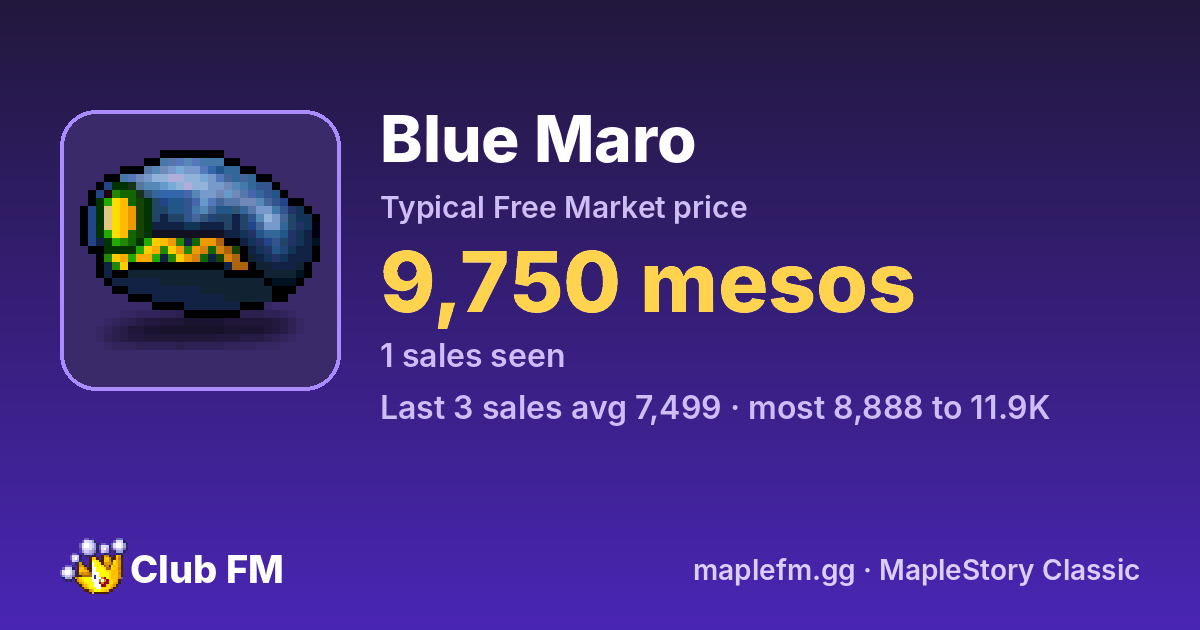 Blue Maro
Typical Free Market price
9,750 mesos
1 sales seen
Last 3 sales avg 7,499 · most 8,888 to 11.9K
Club FM
maplefm.gg · MapleStory Classic